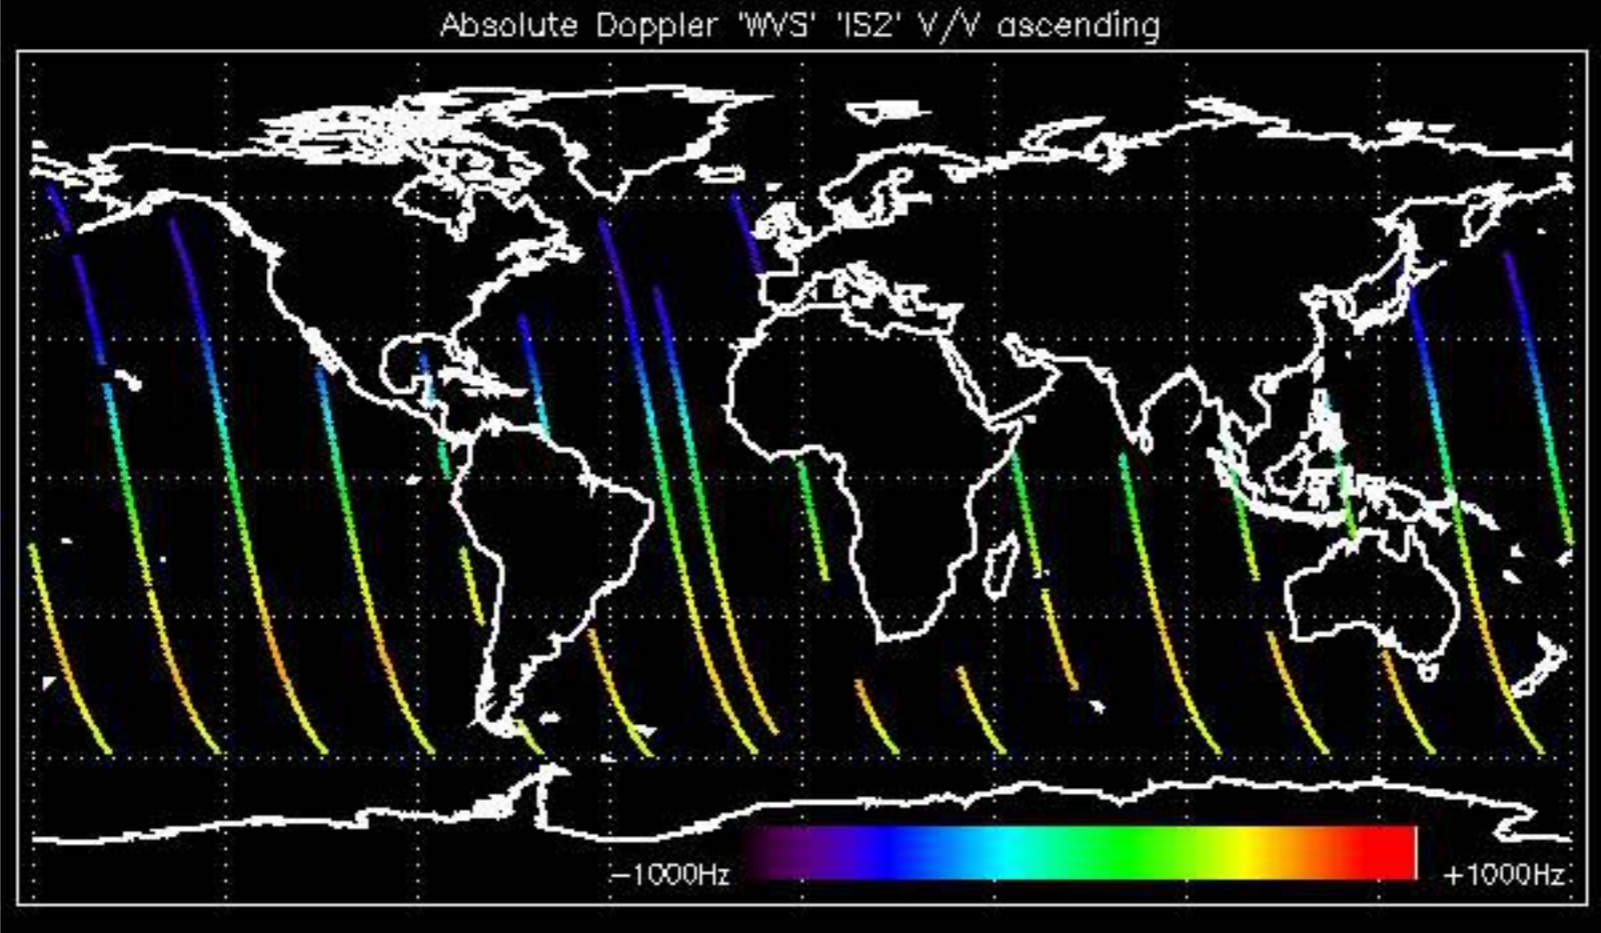 Absolute Doppler 'WVS' 'IS2' V/V ascending
−1000Hz
+1000Hz